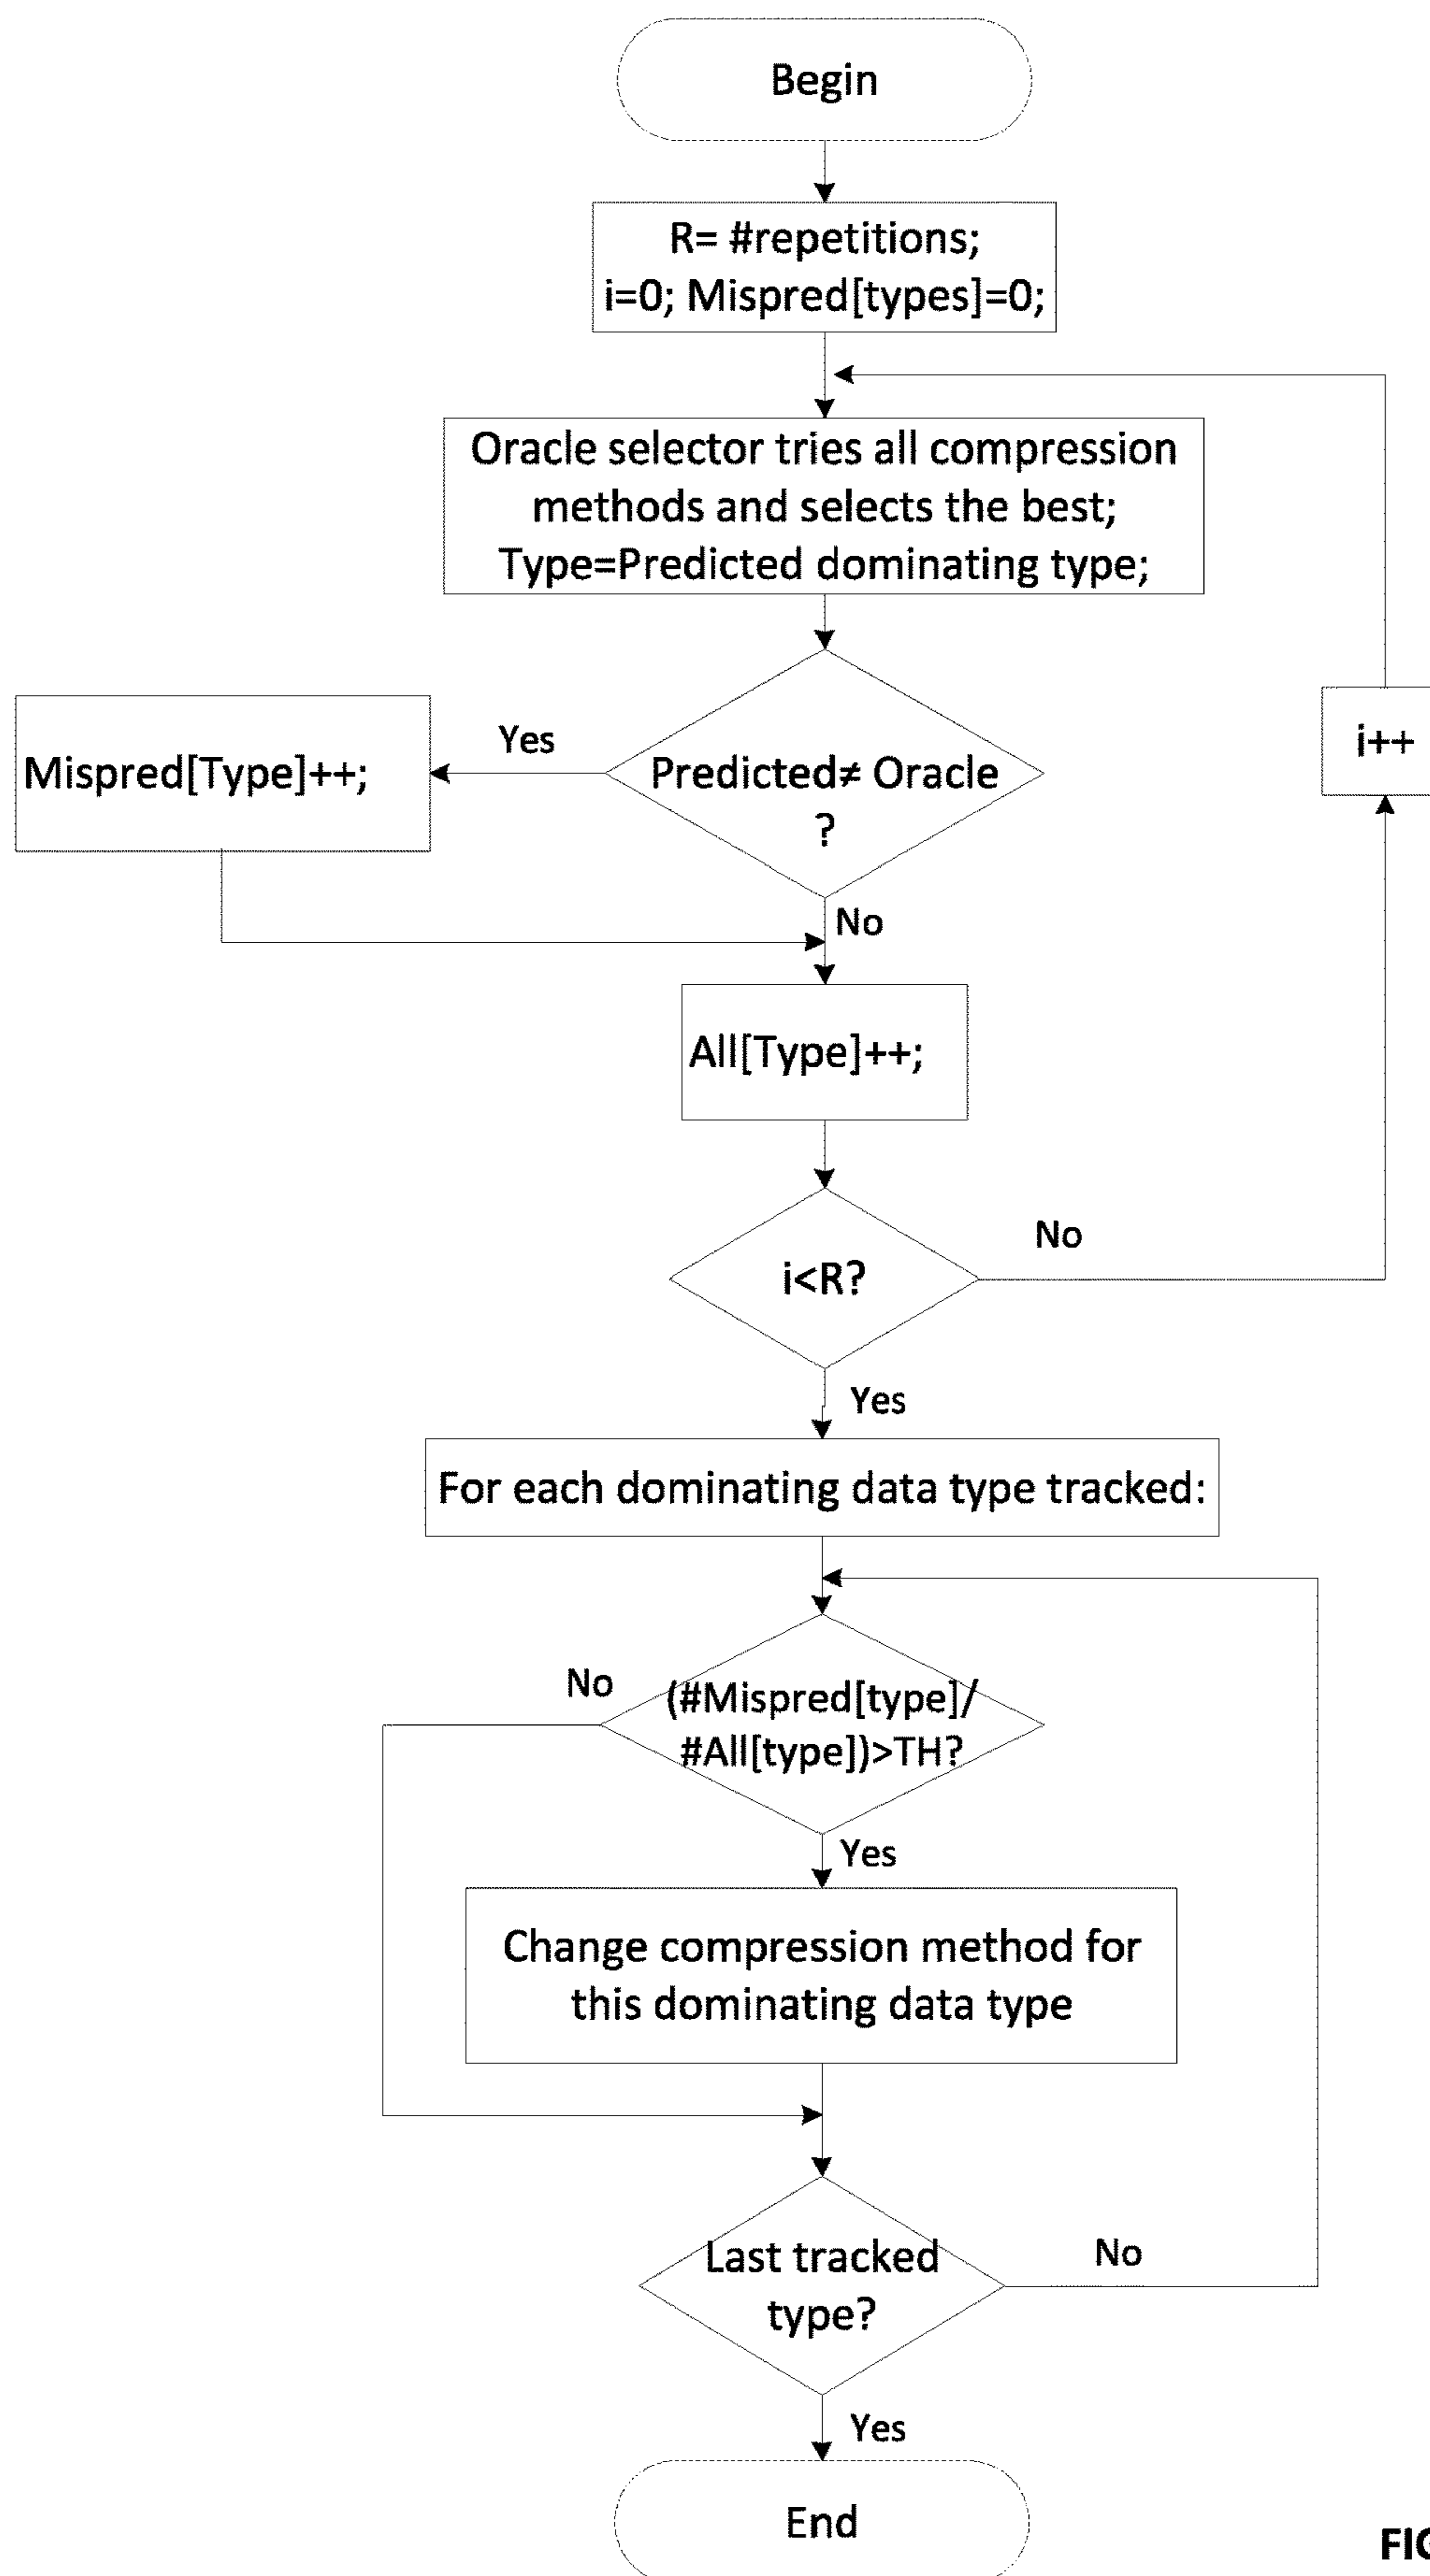 Begin
R= #repetitions;
i=0; Mispred[types]=0;
Oracle selector tries all compression
methods and selects the best;
Type=Predicted dominating type;
Predicted≠ Oracle
?
Yes
Mispred[Type]++;
i++
No
All[Type]++;
i<R?
No
Yes
For each dominating data type tracked:
(#Mispred[type]/
#All[type])>TH?
No
Yes
Change compression method for
this dominating data type
Last tracked
type?
No
Yes
End
FIG